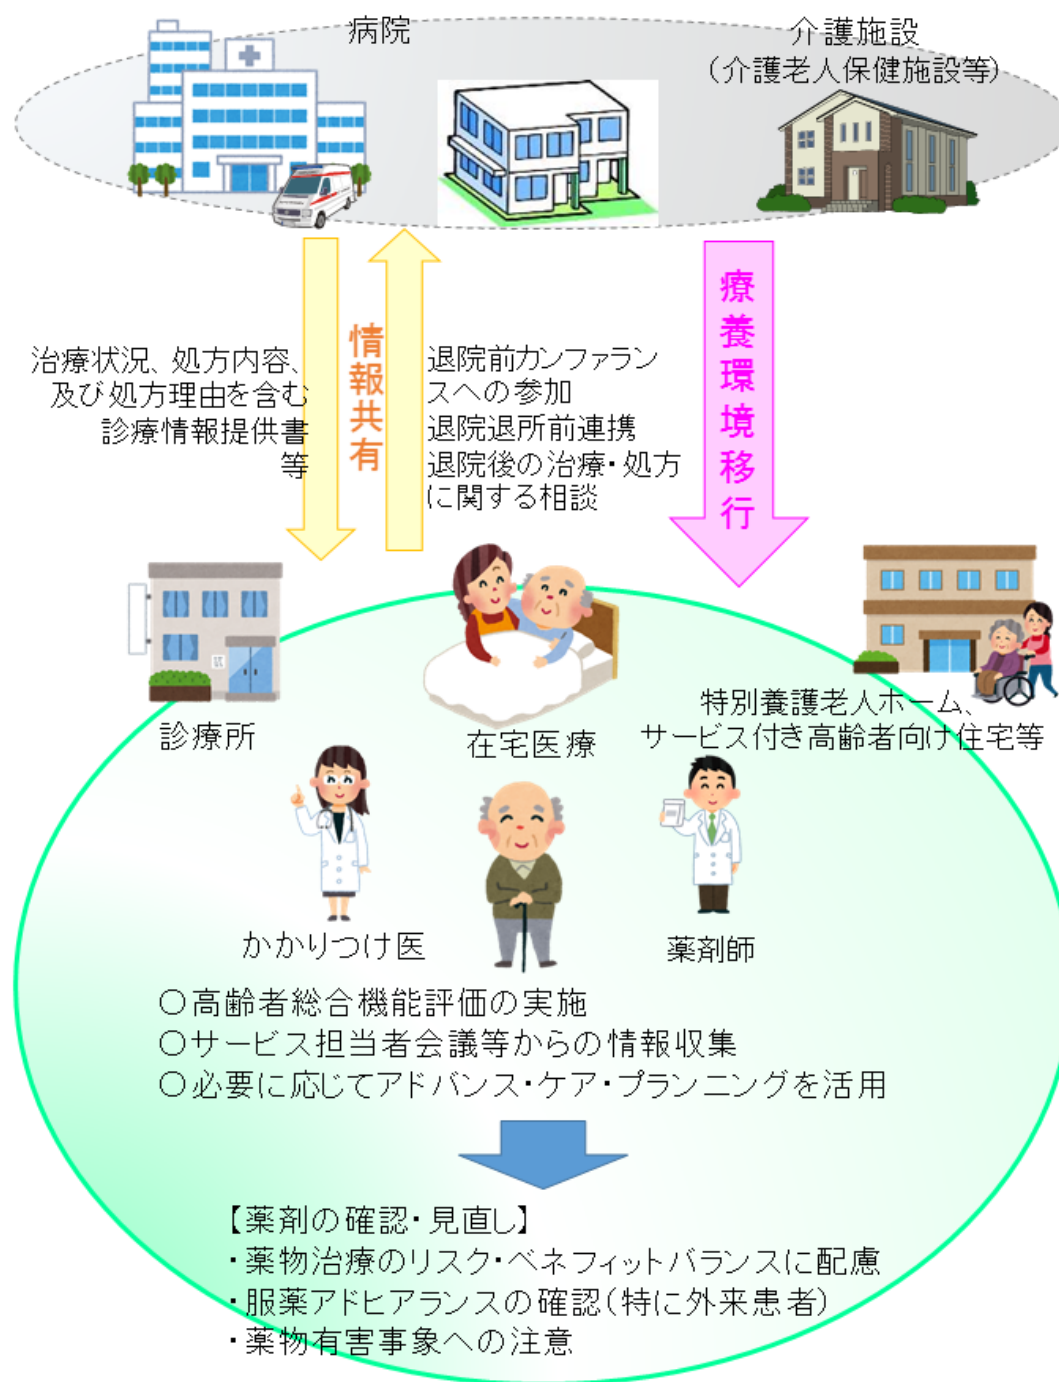 病院
介護施設
（介護老人保健施設等）
治療状況、処方内容、
及び処方理由を含む
診療情報提供書
等
情報共有
退院前カンファラン
スへの参加
退院退所前連携
退院後の治療・処方
に関する相談
療養環境移行
診療所
在宅医療
特別養護老人ホーム、
サービス付き高齢者向け住宅等
かかりつけ医
薬剤師
○高齢者総合機能評価の実施
○サービス担当者会議等からの情報収集
○必要に応じてアドバンス・ケア・プランニングを活用
【薬剤の確認・見直し】
・薬物治療のリスク・ベネフィットバランスに配慮
・服薬アドヒアランスの確認（特に外来患者）
・薬物有害事象への注意